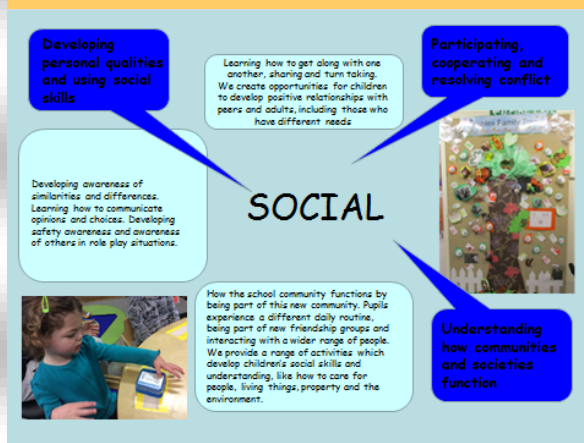 Developing
personal qualities
and using social
skills
Learning how to get along with one
another, sharing and turn taking.
We create opportunities for children
to develop positive relationships with
peers and adults, including those who
have different needs
Participating,
cooperating and
resolving conflict
Developing awareness of
similarities and differences.
Learning how to communicate
opinions and choices. Developing
safety awareness and awareness
of others in role play situations.
SOCIAL
How the school community functions by
being part of this new community. Pupils
experience a different daily routine,
being part of new friendship groups and
interacting with a wider range of people.
We provide a range of activities which
develop children's social skills and
understanding, like how to care for
people, living things, property and the
environment.
Understanding
how communities
and societies
function